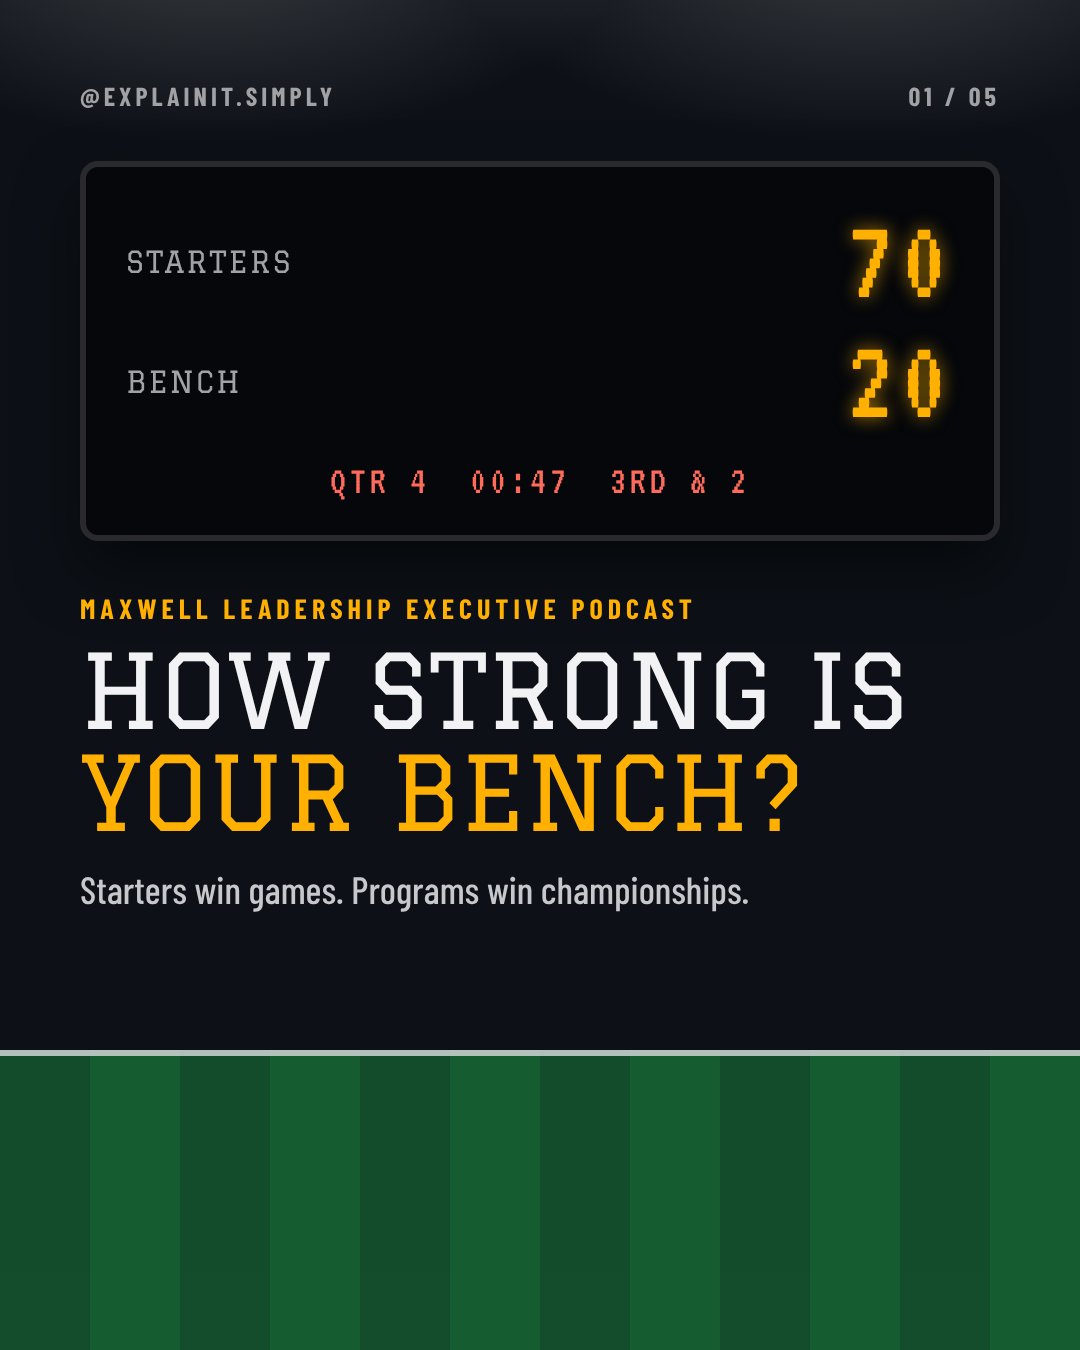 @EXPLAINIT.SIMPLY 01 / 05
STARTERS 70
BENCH 20
QTR 4 00:47 3RD & 2
MAXWELL LEADERSHIP EXECUTIVE PODCAST
HOW STRONG IS
YOUR BENCH?
Starters win games. Programs win championships.